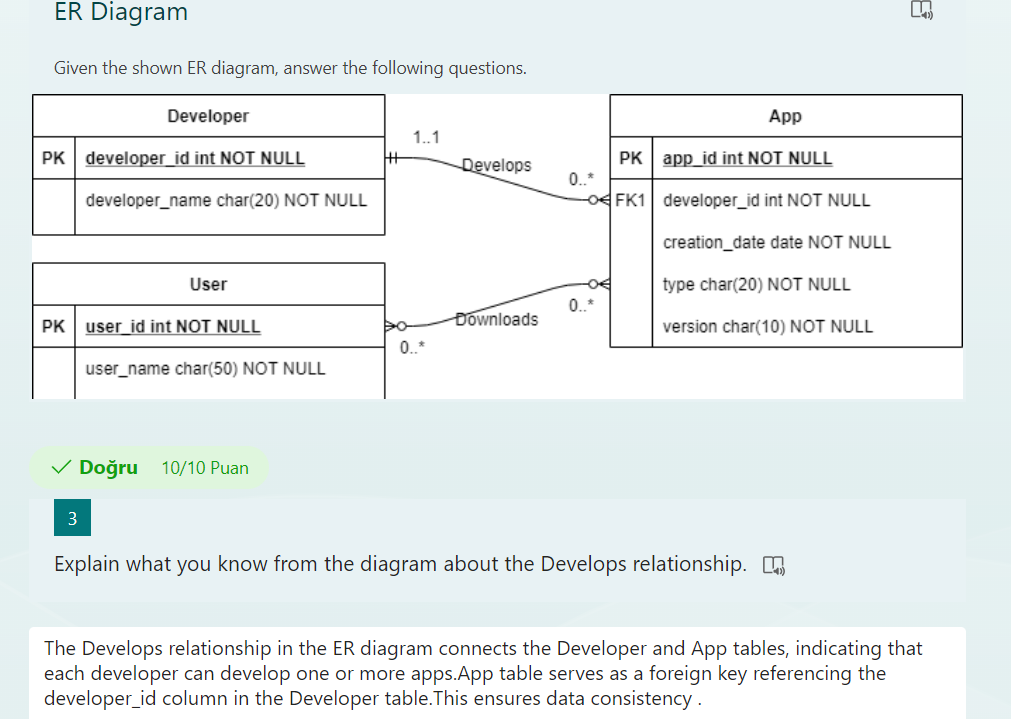 ER Diagram
Given the shown ER diagram, answer the following questions.
Developer
PK developer_id int NOT NULL
developer_name char(20) NOT NULL
1..1
Develops
0..*
App
PK app_id int NOT NULL
FK1 developer_id int NOT NULL
creation_date date NOT NULL
type char(20) NOT NULL
version char(10) NOT NULL
User
PK user_id int NOT NULL
user_name char(50) NOT NULL
0..*
Downloads
0..*
Doğru 10/10 Puan
3
Explain what you know from the diagram about the Develops relationship.
The Develops relationship in the ER diagram connects the Developer and App tables, indicating that
each developer can develop one or more apps.App table serves as a foreign key referencing the
developer_id column in the Developer table.This ensures data consistency .